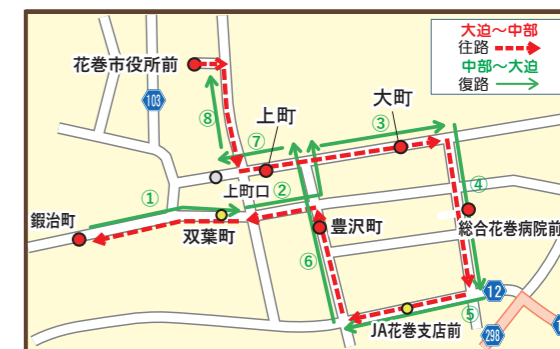 大迫～中部
往路
中部～大迫
復路
花巻市役所前
103
⑧
上町
大町
③
⑦
上町口
①
②
④
鍛治町
双葉町
豊沢町
総合花巻病院前
⑥
12
⑤
JA花巻支店前
298